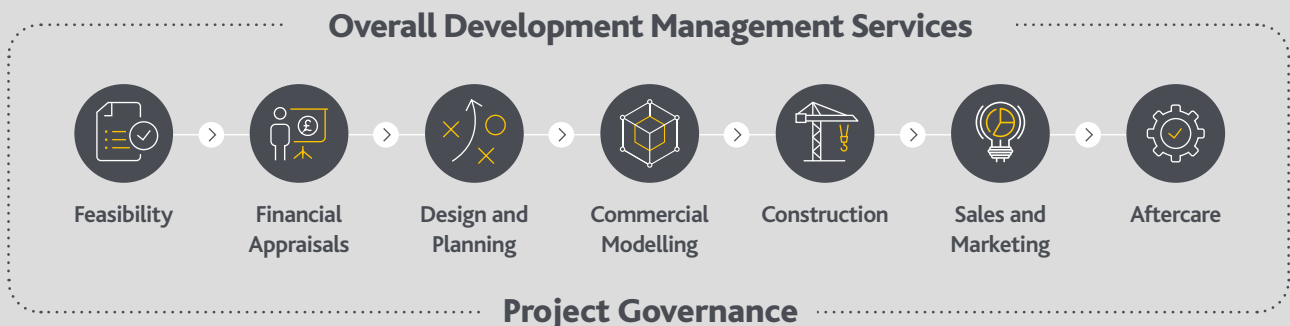 Overall Development Management Services
£
Feasibility
Financial
Appraisals
Design and
Planning
Commercial
Modelling
Construction
Sales and
Marketing
Aftercare
Project Governance